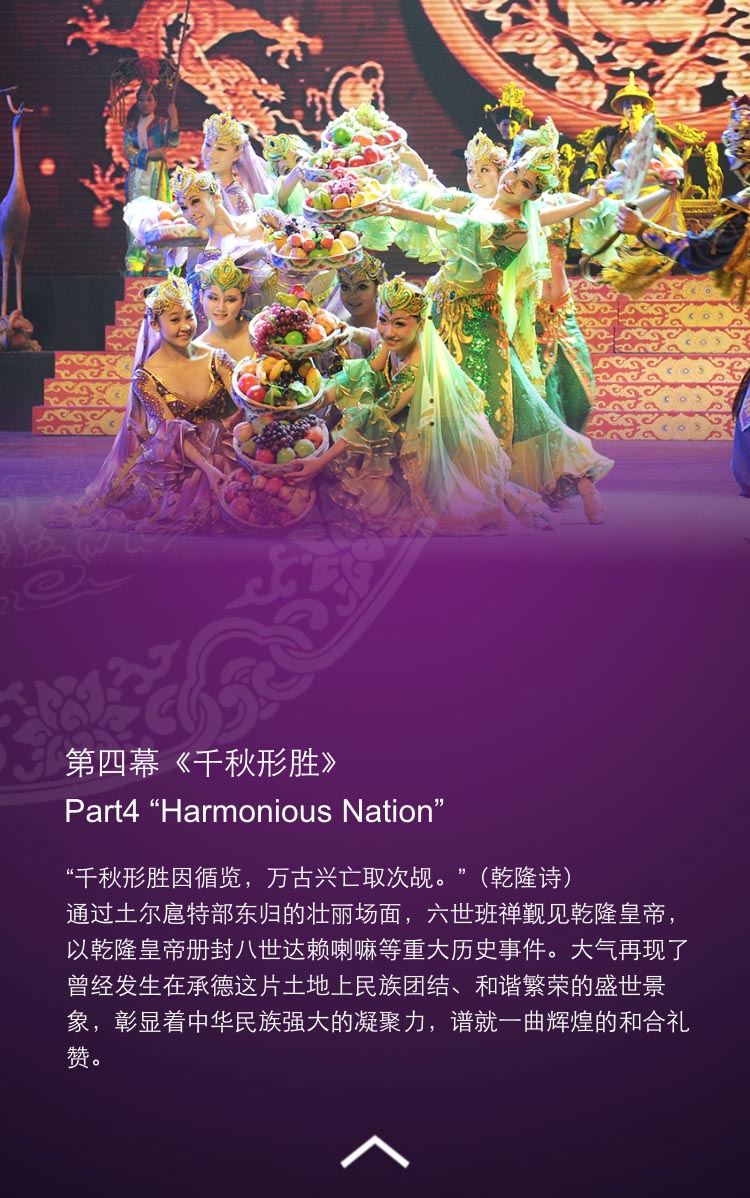 第四幕《千秋形胜》
Part4 “Harmonious Nation”
“千秋形胜因循览，万古兴亡取次觇。”（乾隆诗）
通过土尔扈特部东归的壮丽场面，六世班禅觐见乾隆皇帝，
以乾隆皇帝册封八世达赖喇嘛等重大历史事件。大气再现了
曾经发生在承德这片土地上民族团结、和谐繁荣的盛世景
象，彰显着中华民族强大的凝聚力，谱就一曲辉煌的和合礼
赞。